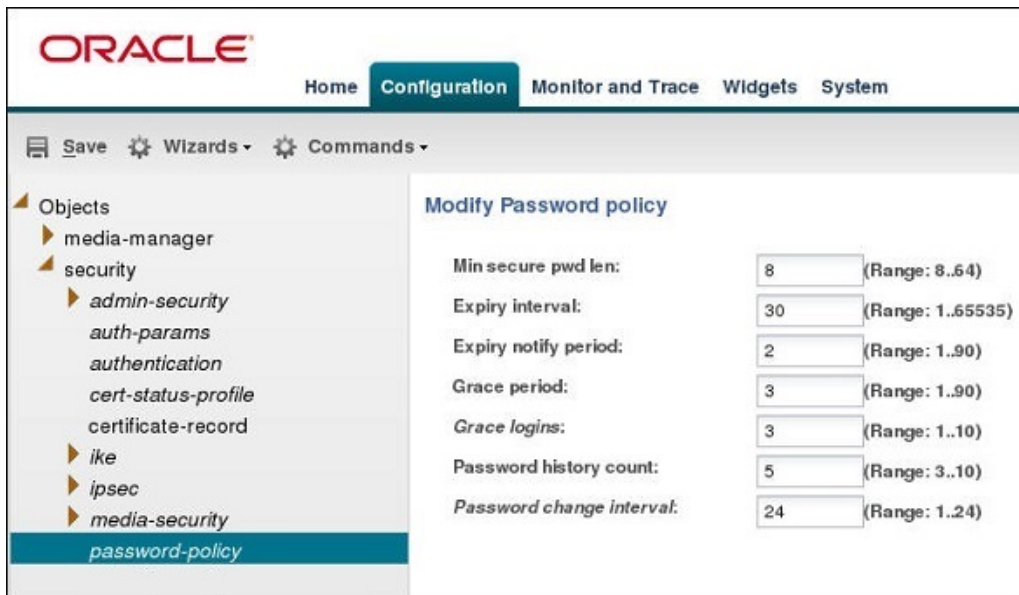 ORACLE
Home Configuration Monitor and Trace Widgets System
Save Wizards Commands
Objects
media-manager
security
admin-security
auth-params
authentication
cert-status-profile
certificate-record
ike
ipsec
media-security
password-policy
Modify Password policy
Min secure pwd len: 8 (Range: 8..64)
Expiry interval: 30 (Range: 1..65535)
Expiry notify period: 2 (Range: 1..90)
Grace period: 3 (Range: 1..90)
Grace logins: 3 (Range: 1..10)
Password history count: 5 (Range: 3..10)
Password change interval: 24 (Range: 1..24)